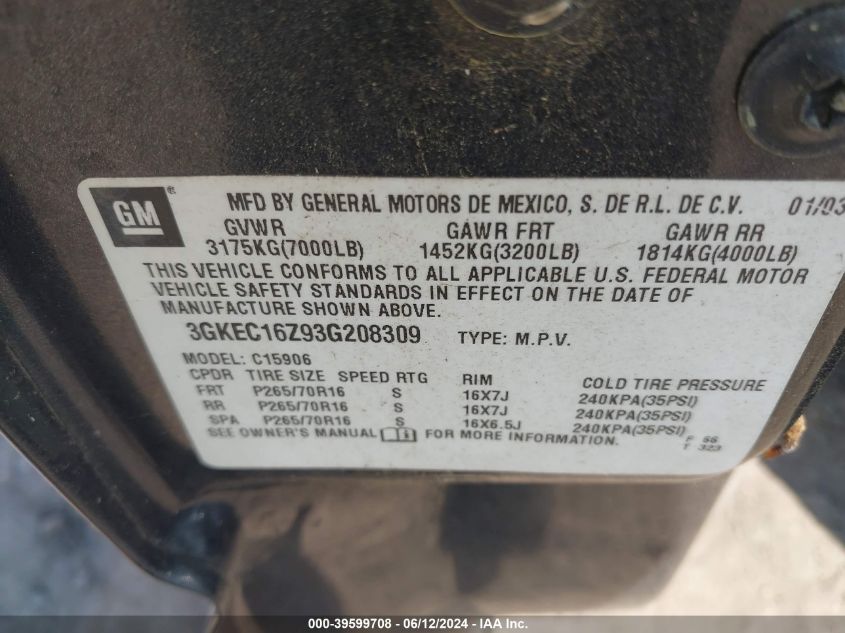 GM® MFD BY GENERAL MOTORS DE MEXICO, S. DE R.L. DE C.V. 01/03
GVWR GAWR FRT GAWR RR
3175KG(7000LB) 1452KG(3200LB) 1814KG(4000LB)
THIS VEHICLE CONFORMS TO ALL APPLICABLE U.S. FEDERAL MOTOR
VEHICLE SAFETY STANDARDS IN EFFECT ON THE DATE OF
MANUFACTURE SHOWN ABOVE.
3GKEC16Z93G208309 TYPE: M.P.V.
MODEL: C15906
CPDR TIRE SIZE SPEED RTG RIM COLD TIRE PRESSURE
FRT P265/70R16 S 16X7J 240KPA(35PSI)
RR P265/70R16 S 16X7J 240KPA(35PSI)
SPA P265/70R16 S 16X6.5J 240KPA(35PSI)
SEE OWNER'S MANUAL FOR MORE INFORMATION. F 66
T 323
000-39599708 - 06/12/2024 - IAA Inc.